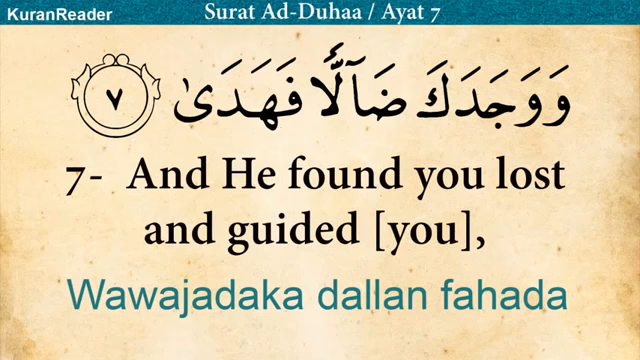 KuranReader
Surat Ad-Duhaa / Ayat 7
وَوَجَدَكَ ضَآلًّا فَهَدَىٰ ٧
7- And He found you lost
and guided [you],
Wawajadaka dallan fahada